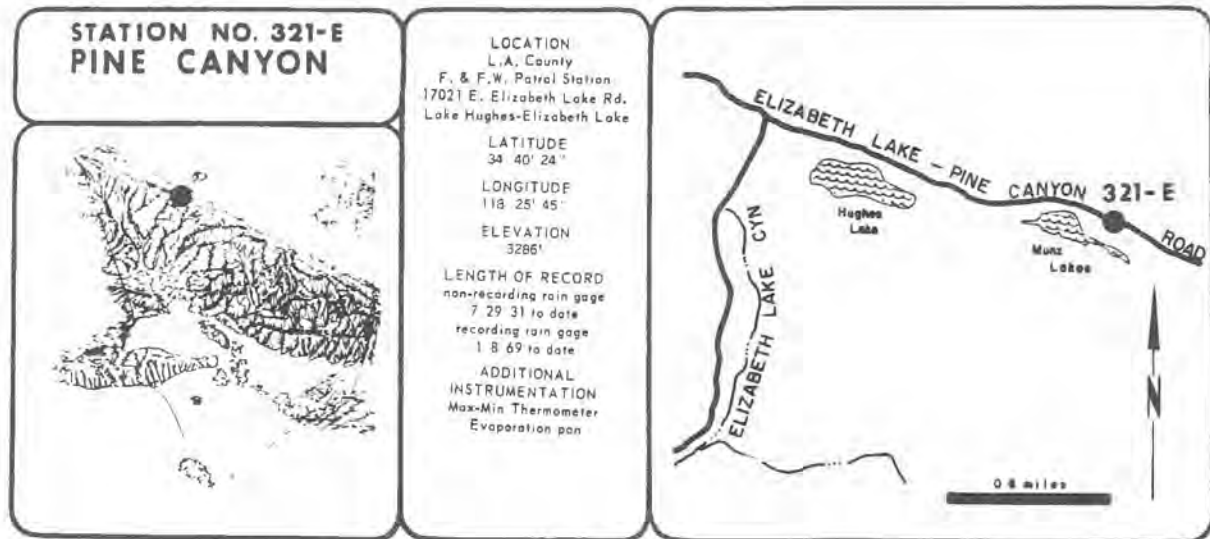 STATION NO. 321-E
PINE CANYON
LOCATION
L.A. County
F. & F.W. Patrol Station
17021 E. Elizabeth Lake Rd.
Lake Hughes-Elizabeth Lake
LATITUDE
34 40' 24"
LONGITUDE
118 25' 45"
ELEVATION
3286'
LENGTH OF RECORD
non-recording rain gage
7 29 31 to date
recording rain gage
1 8 69 to date
ADDITIONAL
INSTRUMENTATION
Max-Min Thermometer
Evaporation pan
ELIZABETH LAKE - PINE CANYON ROAD
321-E
Hughes
Lake
Munz
Lakes
ELIZABETH LAKE CYN
N
miles